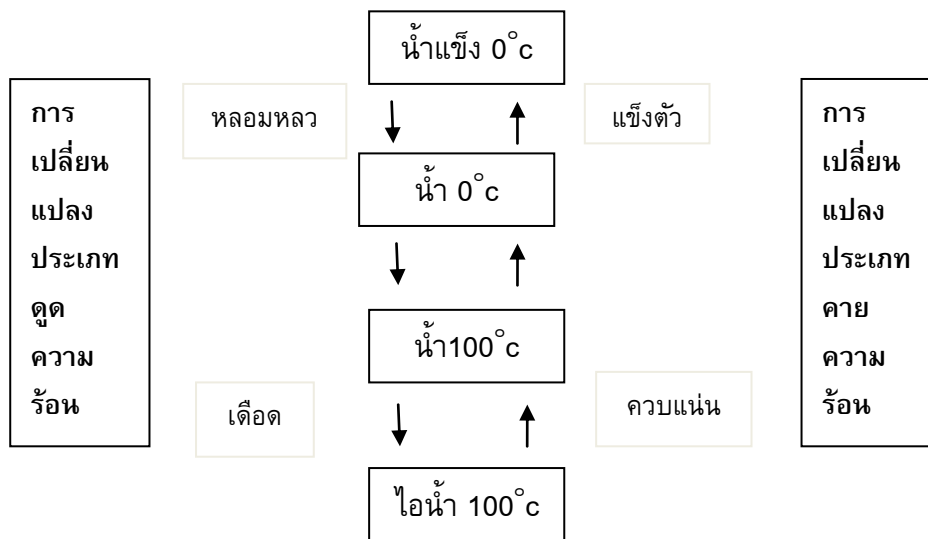 น้ำแข็ง 0°c
การ
เปลี่ยน
แปลง
ประเภท
ดูด
ความ
ร้อน
หลอมหลว
แข็งตัว
น้ำ 0°c
น้ำ100°c
เดือด
ควบแน่น
ไอน้ำ 100°c
การ
เปลี่ยน
แปลง
ประเภท
คาย
ความ
ร้อน